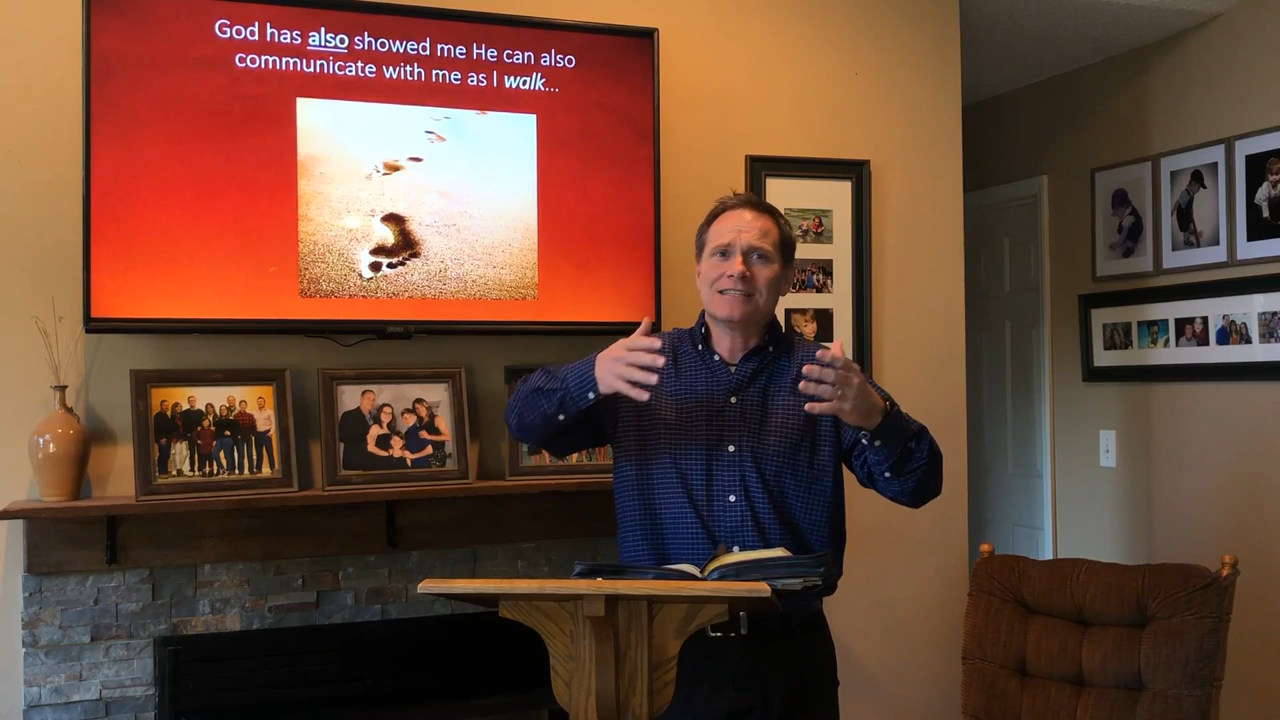 God has also showed me He can also
communicate with me as I walk...